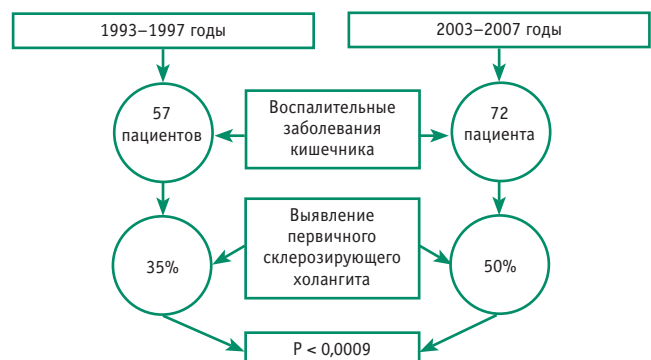 1993–1997 годы
2003–2007 годы
57
пациентов
Воспалительные
заболевания
кишечника
72
пациента
35%
Выявление
первичного
склерозирующего
холангита
50%
P < 0,0009